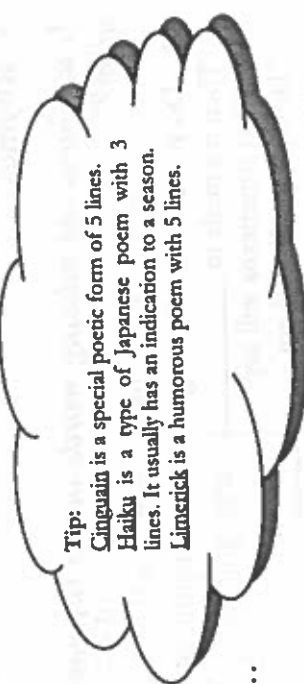 Tip:
Cinguain is a special poetic form of 5 lines.
Haiku is a type of Japanese poem with 3
lines. It usually has an indication to a season.
Limerick is a humorous poem with 5 lines.
..